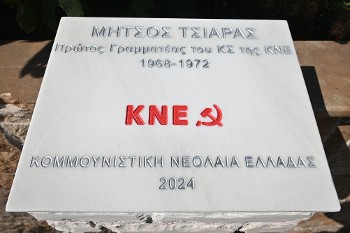 ΜΗΤΣΟΣ ΤΣΙΑΡΑΣ
Πρώτος Γραμματέας του ΚΣ της ΚΝΕ
1968-1972
ΚΝΕ
ΚΟΜΜΟΥΝΙΣΤΙΚΗ ΝΕΟΛΑΙΑ ΕΛΛΑΔΑΣ
2024